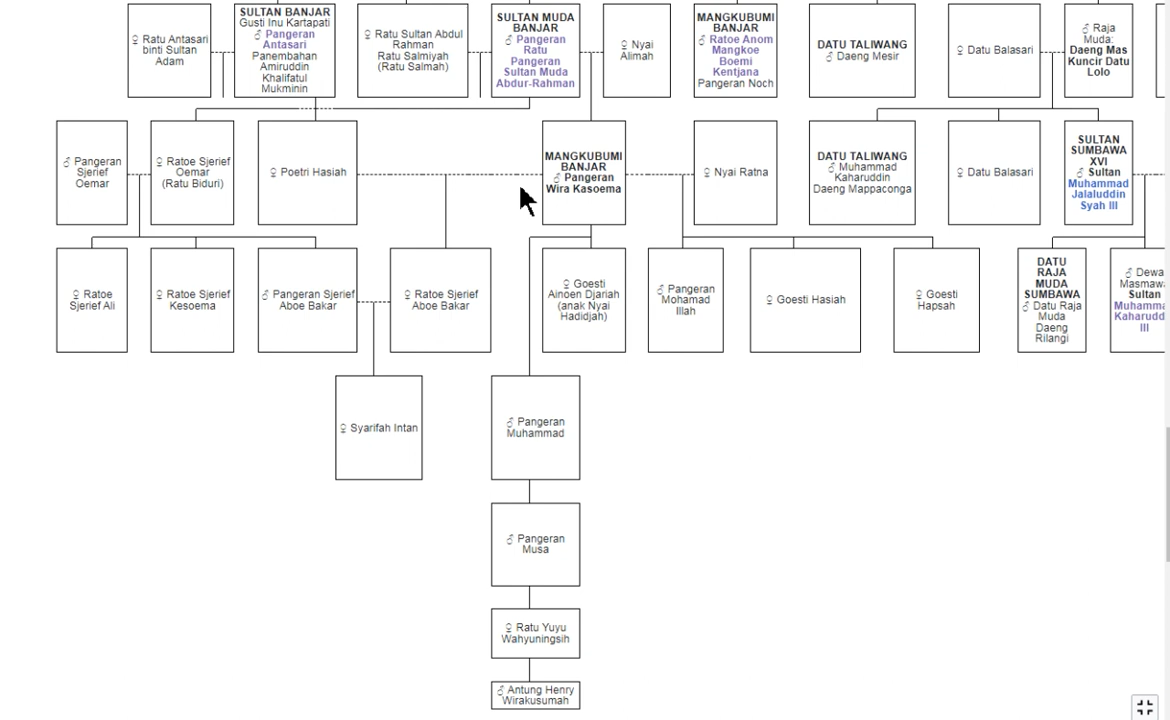 ♀ Ratu Antasari
binti Sultan
Adam
SULTAN BANJAR
Gusti Inu Kartapati
♂ Pangeran
Antasari
Panembahan
Amiruddin
Khalifatul
Mukminin
♀ Ratu Sultan Abdul
Rahman
Ratu Salmiyah
(Ratu Salmah)
SULTAN MUDA
BANJAR
♂ Pangeran
Ratu
Pangeran
Sultan Muda
Abdur-Rahman
♀ Nyai
Alimah
MANGKUBUMI
BANJAR
♂ Ratoe Anom
Mangkoe
Boemi
Kentjana
Pangeran Noch
DATU TALIWANG
♂ Daeng Mesir
♀ Datu Balasari
♂ Raja
Muda:
Daeng Mas
Kuncir Datu
Lolo
♂ Pangeran
Sjerief
Oemar
♀ Ratoe Sjerief
Oemar
(Ratu Biduri)
♀ Poetri Hasiah
MANGKUBUMI
BANJAR
♂ Pangeran
Wira Kasoema
♀ Nyai Ratna
DATU TALIWANG
♂ Muhammad
Kaharuddin
Daeng Mappaconga
♀ Datu Balasari
SULTAN
SUMBAWA
XVI
♂ Sultan
Muhammad
Jalaluddin
Syah III
♀ Ratoe
Sjerief Ali
♀ Ratoe Sjerief
Kesoema
♂ Pangeran Sjerief
Aboe Bakar
♀ Ratoe Sjerief
Aboe Bakar
♀ Goesti
Ainoen Djariah
(anak Nyai
Hadidjah)
♂ Pangeran
Mohamad
Illah
♀ Goesti Hasiah
♀ Goesti
Hapsah
DATU
RAJA
MUDA
SUMBAWA
♂ Datu Raja
Muda
Daeng
Rilangi
♂ Dewa
Masmawa
Sultan
Muhamma
Kaharudd
III
♀ Syarifah Intan
♂ Pangeran
Muhammad
♂ Pangeran
Musa
♀ Ratu Yuyu
Wahyuningsih
♂ Antung Henry
Wirakusumah